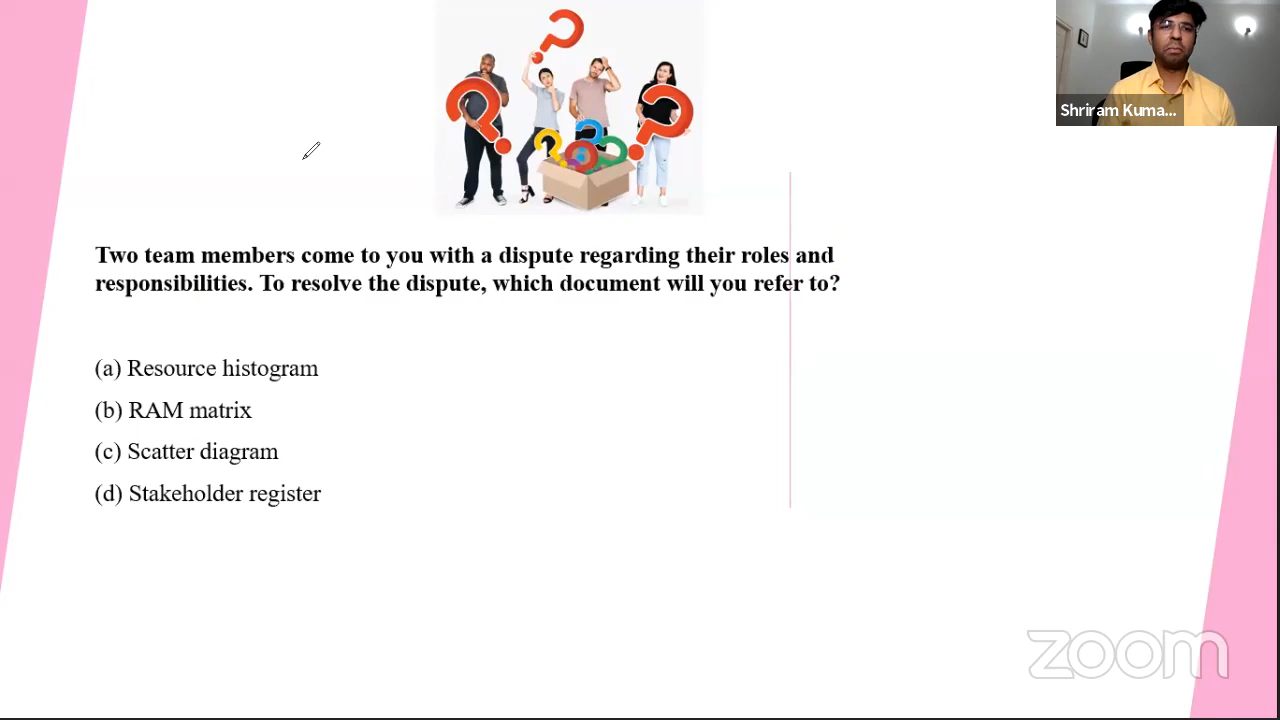 Shriram Kuma...
Two team members come to you with a dispute regarding their roles and
responsibilities. To resolve the dispute, which document will you refer to?
(a) Resource histogram
(b) RAM matrix
(c) Scatter diagram
(d) Stakeholder register
zoom